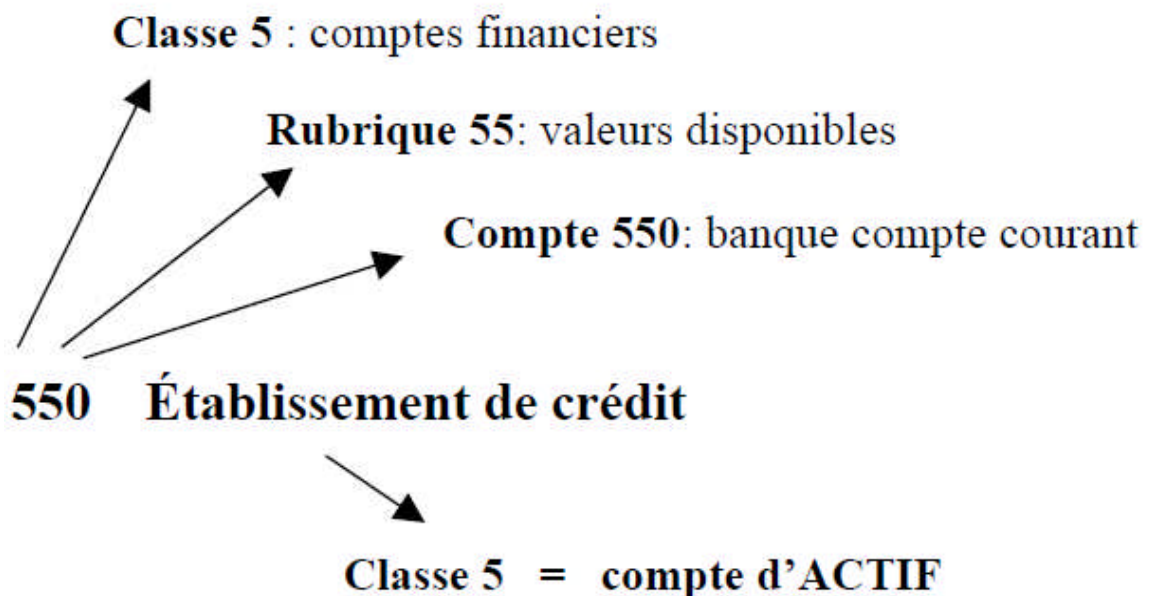 Classe 5 : comptes financiers
Rubrique 55: valeurs disponibles
Compte 550: banque compte courant
550 Établissement de crédit
Classe 5 = compte d’ACTIF